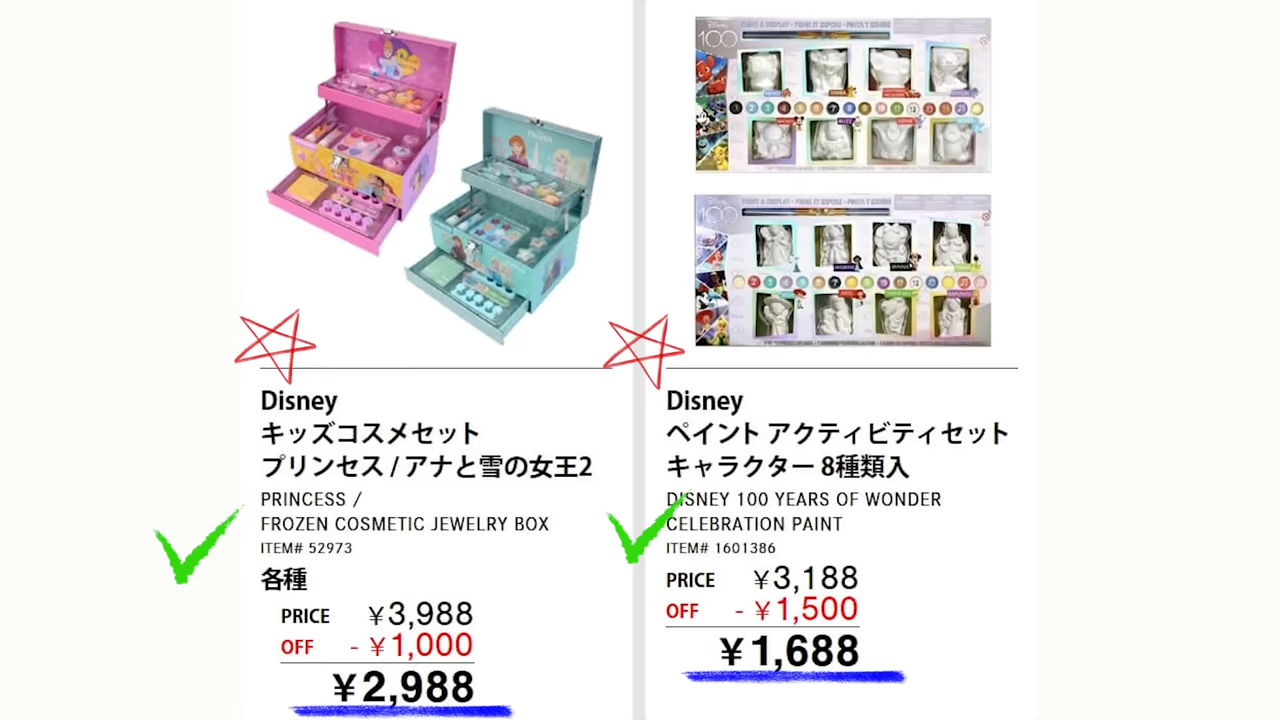 Disney
キッズコスメセット
プリンセス / アナと雪の女王2
PRINCESS /
FROZEN COSMETIC JEWELRY BOX
ITEM# 52973
各種
PRICE ¥3,988
OFF - ¥1,000
¥2,988
100
100
Disney
ペイント アクティビティセット
キャラクター 8種類入
DISNEY 100 YEARS OF WONDER
CELEBRATION PAINT
ITEM# 1601386
PRICE ¥3,188
OFF - ¥1,500
¥1,688